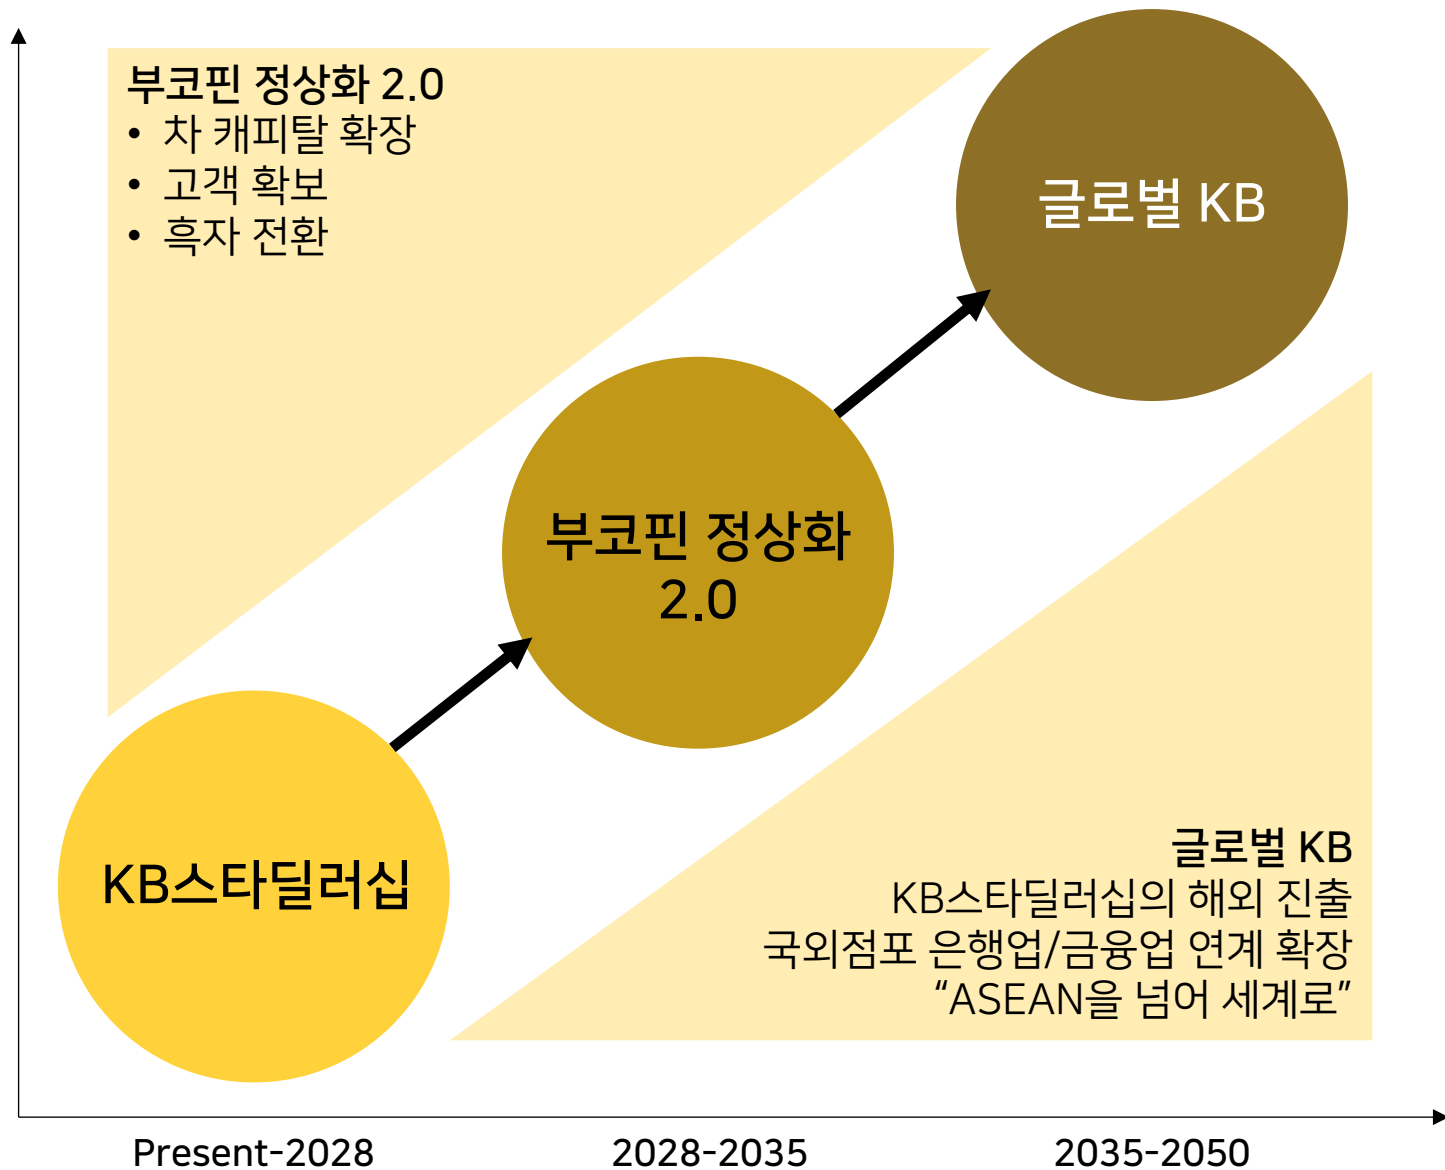 부코핀 정상화 2.0
• 차 캐피탈 확장
• 고객 확보
• 흑자 전환
글로벌 KB
부코핀 정상화
2.0
KB스타딜러십
글로벌 KB
KB스타딜러십의 해외 진출
국외점포 은행업/금융업 연계 확장
“ASEAN을 넘어 세계로”
Present-2028
2028-2035
2035-2050